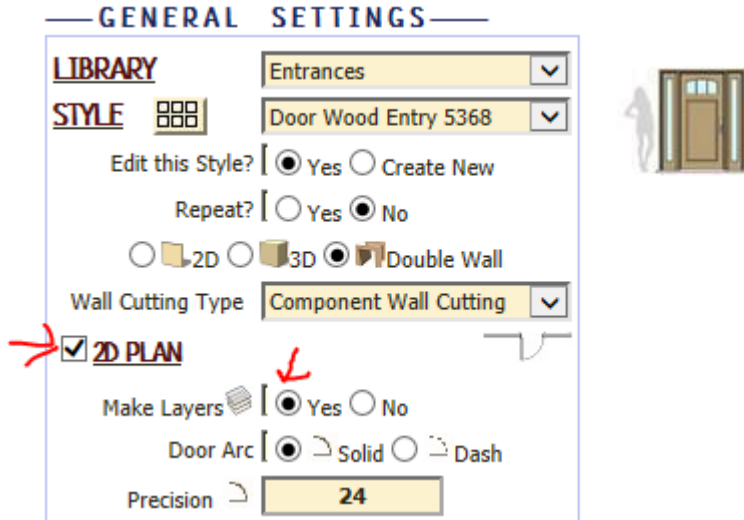 GENERAL SETTINGS
LIBRARY Entrances
STYLE Door Wood Entry 5368
Edit this Style? Yes Create New
Repeat? Yes No
2D 3D Double Wall
Wall Cutting Type Component Wall Cutting
2D PLAN
Make Layers Yes No
Door Arc Solid Dash
Precision 24